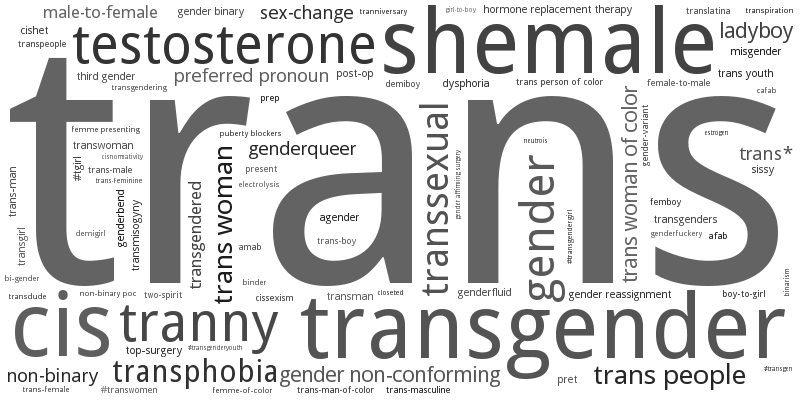 male-to-female
gender binary
sex-change
tranniversary
girl-to-boy
hormone replacement therapy
translatina
transpiration
cishet
transpeople
testosterone
shemale
ladyboy
misgender
third gender
preferred pronoun
post-op
transgendering
demiboy
dysphoria
trans person of color
female-to-male
trans youth
cafab
prep
trans
femme presenting
transwoman
cisnormativity
#tgirl
trans-male
trans-Feminine
trans-man
transgirl
genderbend
transmisogyny
demigirl
transgendered
trans woman
puberty blockers
genderqueer
present
electrolysis
agender
trans-boy
amab
binder
transsexual
gender affirming surgery
neutrois
gender
#transgendergirl
trans woman of color
gender-variant
estrogen
trans*
sissy
femboy
transgenders
genderfuckery
afab
binarism
bi-gender
transdude
non-binary poc
two-spirit
cissexism
transman
closeted
genderfluid
gender reassignment
boy-to-girl
cis
tranny
transgender
top-surgery
#transgenderyouth
non-binary
transphobia
gender non-conforming
pret
trans people
#transgen
trans-female
#transwomen
femme-of-color
trans-man-of-color
trans-masculine